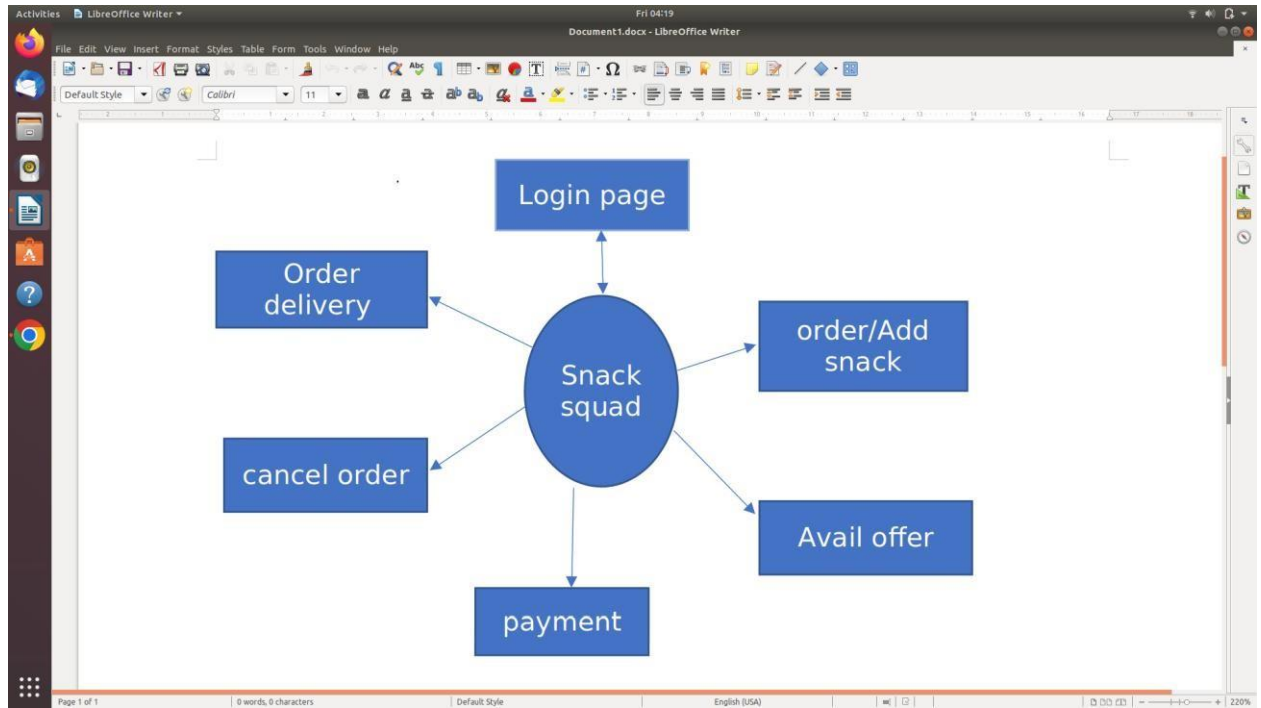 Activities LibreOffice Writer Fri 04:19
Document1.docx - LibreOffice Writer
File Edit View Insert Format Styles Table Form Tools Window Help
Default Style Calibri 11
Login page
Order
delivery
order/Add
snack
Snack
squad
cancel order
Avail offer
payment
Page 1 of 1 0 words, 0 characters Default Style English (USA) 220%